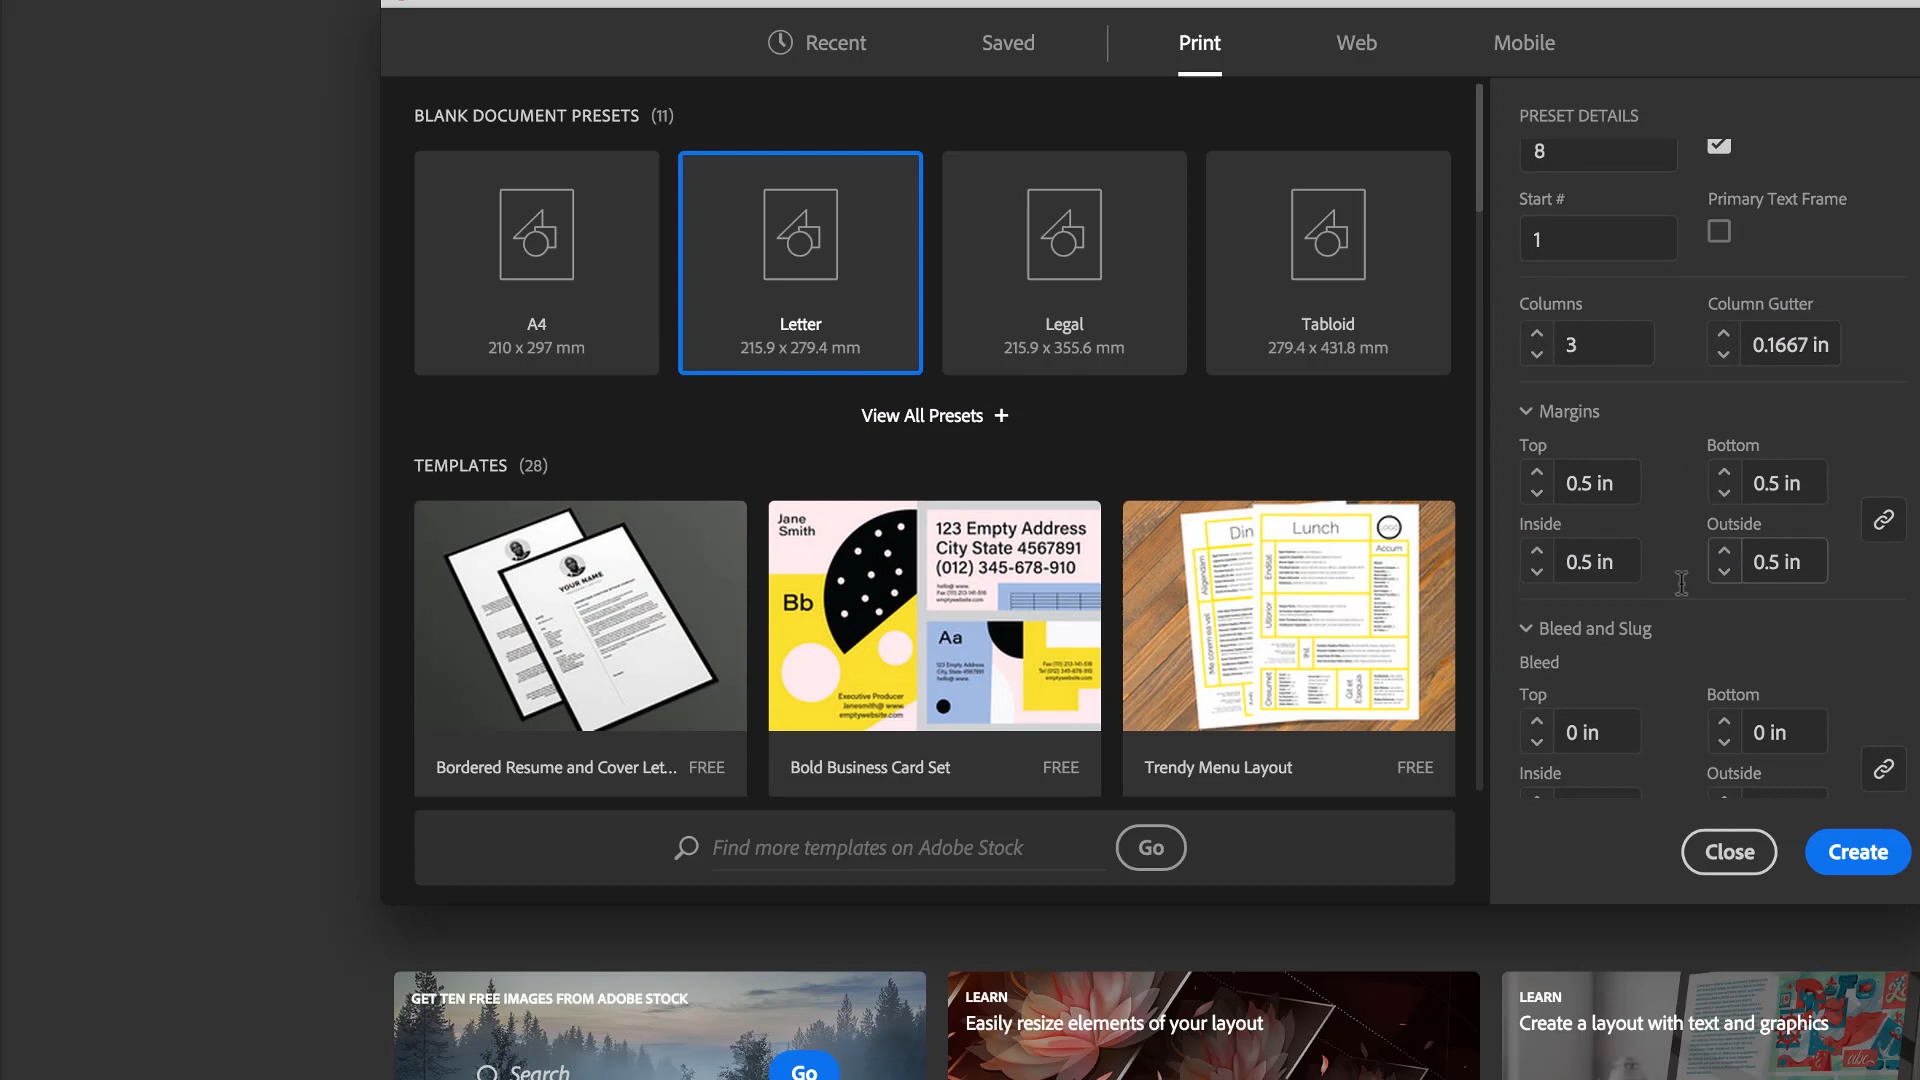 Recent
Saved
Print
Web
Mobile
BLANK DOCUMENT PRESETS (11)
A4
210 x 297 mm
Letter
215.9 x 279.4 mm
Legal
215.9 x 355.6 mm
Tabloid
279.4 x 431.8 mm
View All Presets +
TEMPLATES (28)
YOUR NAME
Bordered Resume and Cover Let... FREE
Jane
Smith
Bb
123 Empty Address
City State 4567891
(012) 345-678-910
Aa
Executive Producer
Janesmith@ www.
emptywebsite.com
Bold Business Card Set FREE
Din
Lunch
LOGO
Accum
Trendy Menu Layout FREE
Find more templates on Adobe Stock
Go
PRESET DETAILS
8
Start #
Primary Text Frame
1
Columns
Column Gutter
3
0.1667 in
Margins
Top
Bottom
0.5 in
0.5 in
Inside
Outside
0.5 in
0.5 in
Bleed and Slug
Bleed
Top
Bottom
0 in
0 in
Inside
Outside
Close
Create
GET TEN FREE IMAGES FROM ADOBE STOCK
Search
Go
LEARN
Easily resize elements of your layout
LEARN
Create a layout with text and graphics
abc